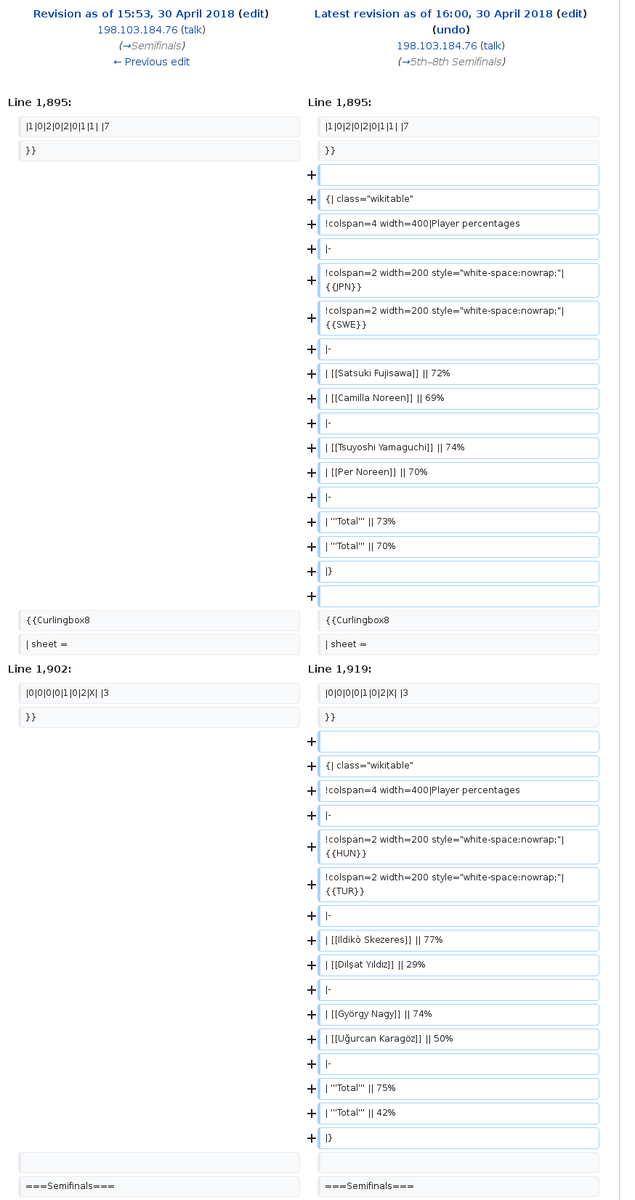 Revision as of 15:53, 30 April 2018 (edit)
198.103.184.76 (talk)
(→Semifinals)
← Previous edit
Latest revision as of 16:00, 30 April 2018 (edit)
(undo)
198.103.184.76 (talk)
(→5th–8th Semifinals)
Line 1,895:
Line 1,895:
|1|0|2|0|2|0|1|1| |7
|1|0|2|0|2|0|1|1| |7
}}
}}
+
+ {| class="wikitable"
+ !colspan=4 width=400|Player percentages
+ |-
+ !colspan=2 width=200 style="white-space:nowrap;"|
{{JPN}}
+ !colspan=2 width=200 style="white-space:nowrap;"|
{{SWE}}
+ |-
+ | [[Satsuki Fujisawa]] || 72%
+ | [[Camilla Noreen]] || 69%
+ |-
+ | [[Tsuyoshi Yamaguchi]] || 74%
+ | [[Per Noreen]] || 70%
+ |-
+ | '''Total''' || 73%
+ | '''Total''' || 70%
+ |}
+
{{Curlingbox8
{{Curlingbox8
| sheet =
| sheet =
Line 1,902:
Line 1,919:
|0|0|0|0|1|0|2|X| |3
|0|0|0|0|1|0|2|X| |3
}}
}}
+
+ {| class="wikitable"
+ !colspan=4 width=400|Player percentages
+ |-
+ !colspan=2 width=200 style="white-space:nowrap;"|
{{HUN}}
+ !colspan=2 width=200 style="white-space:nowrap;"|
{{TUR}}
+ |-
+ | [[Ildikò Skezeres]] || 77%
+ | [[Dilşat Yıldız]] || 29%
+ |-
+ | [[György Nagy]] || 74%
+ | [[Uğurcan Karagöz]] || 50%
+ |-
+ | '''Total''' || 75%
+ | '''Total''' || 42%
+ |}
===Semifinals===
===Semifinals===